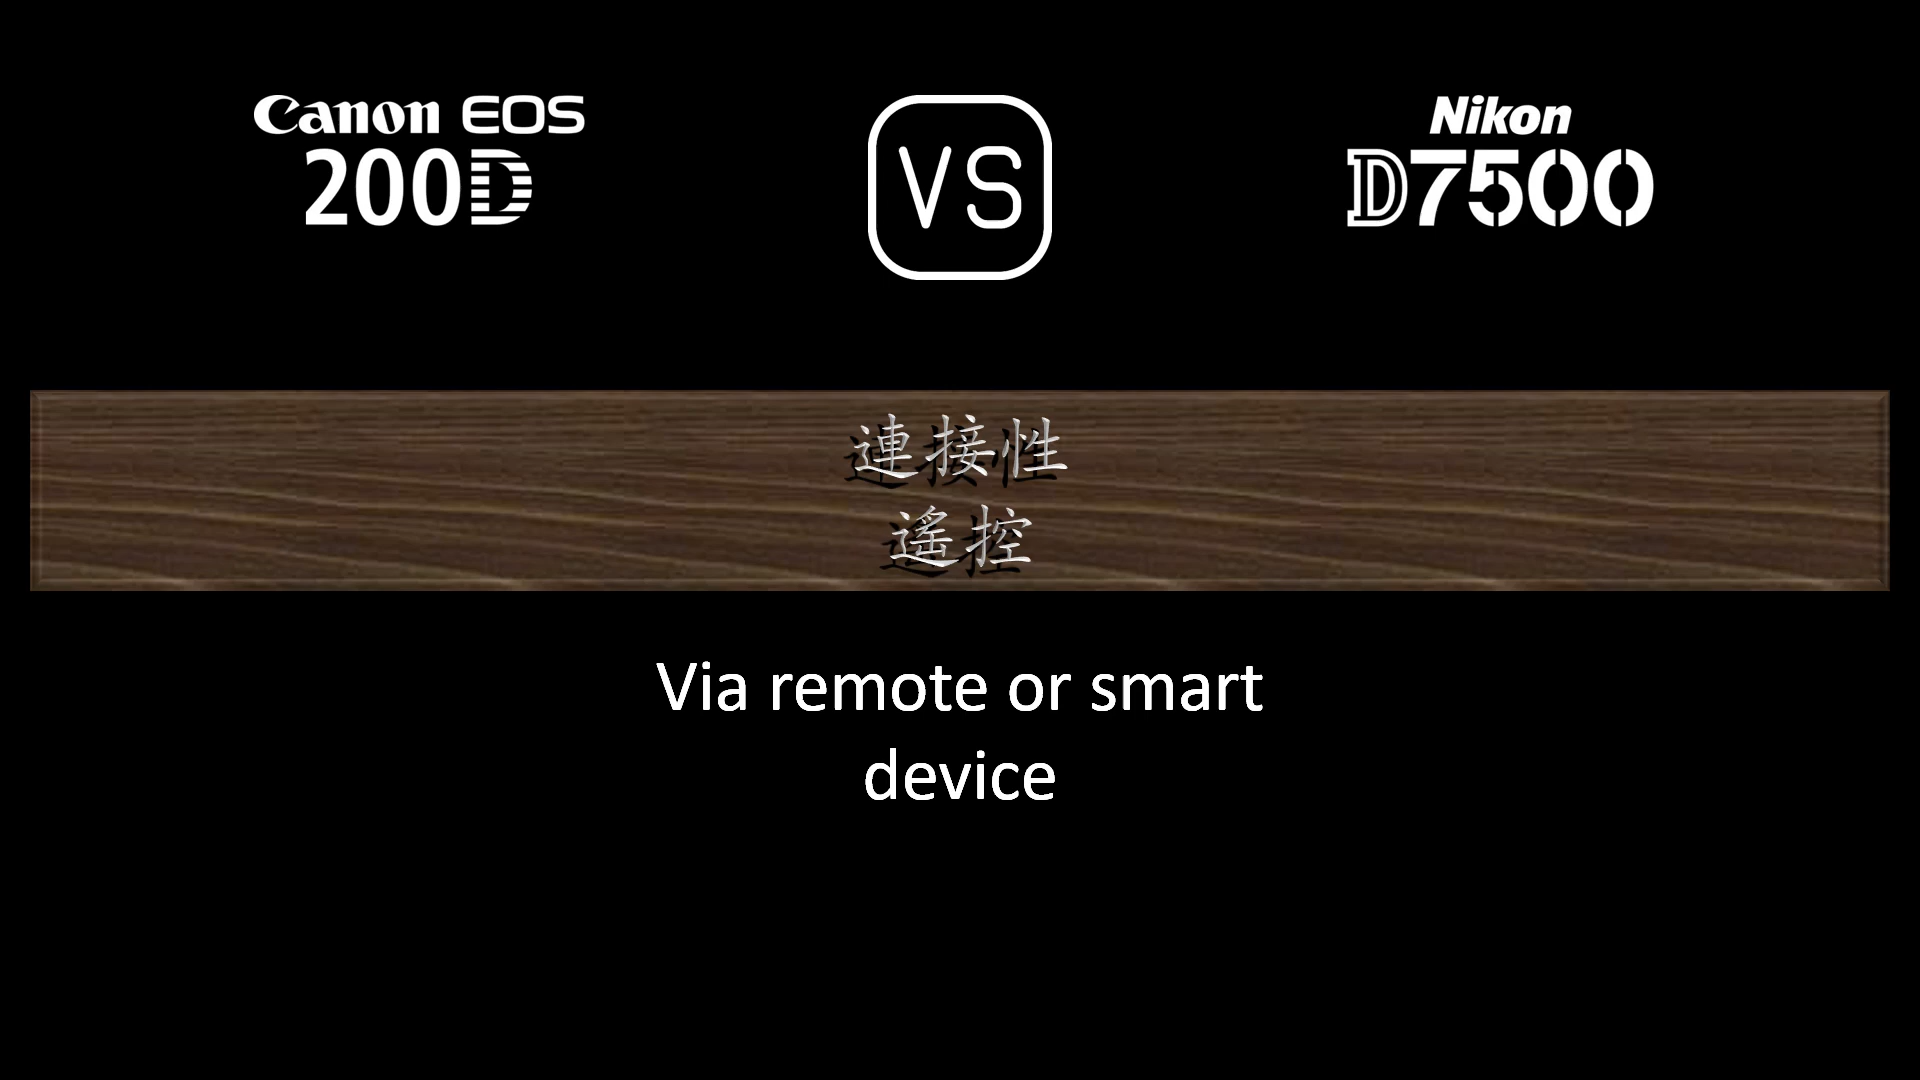 Canon EOS
200D
VS
Nikon
D7500
連接性
遙控
Via remote or smart
device